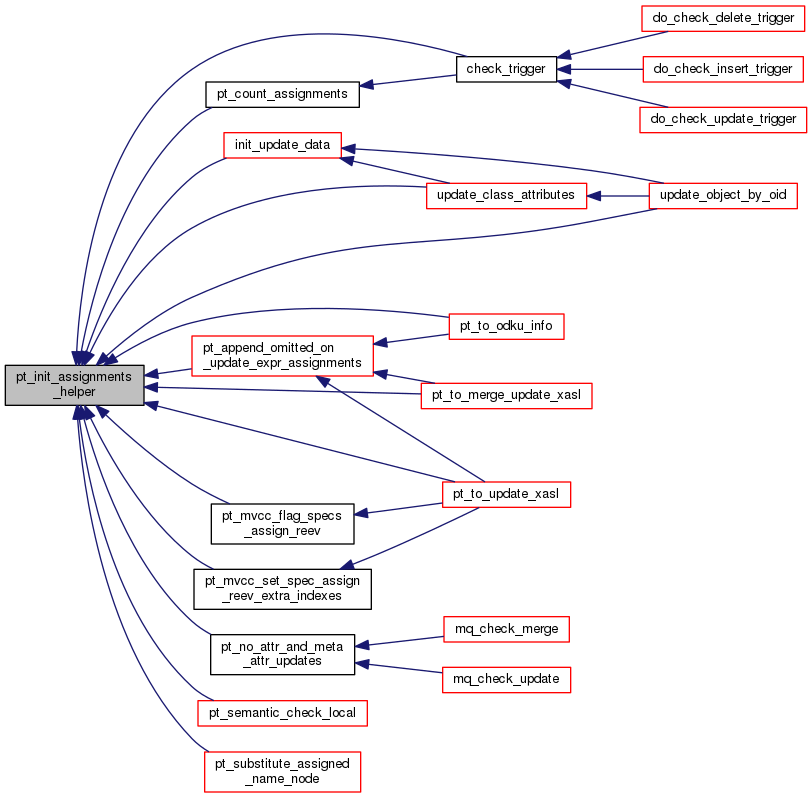 do_check_delete_trigger
check_trigger
do_check_insert_trigger
pt_count_assignments
do_check_update_trigger
init_update_data
update_class_attributes
update_object_by_oid
pt_to_odku_info
pt_append_omitted_on
_update_expr_assignments
pt_init_assignments
_helper
pt_to_merge_update_xasl
pt_to_update_xasl
pt_mvcc_flag_specs
_assign_reev
pt_mvcc_set_spec_assign
_reev_extra_indexes
mq_check_merge
pt_no_attr_and_meta
_attr_updates
mq_check_update
pt_semantic_check_local
pt_substitute_assigned
_name_node